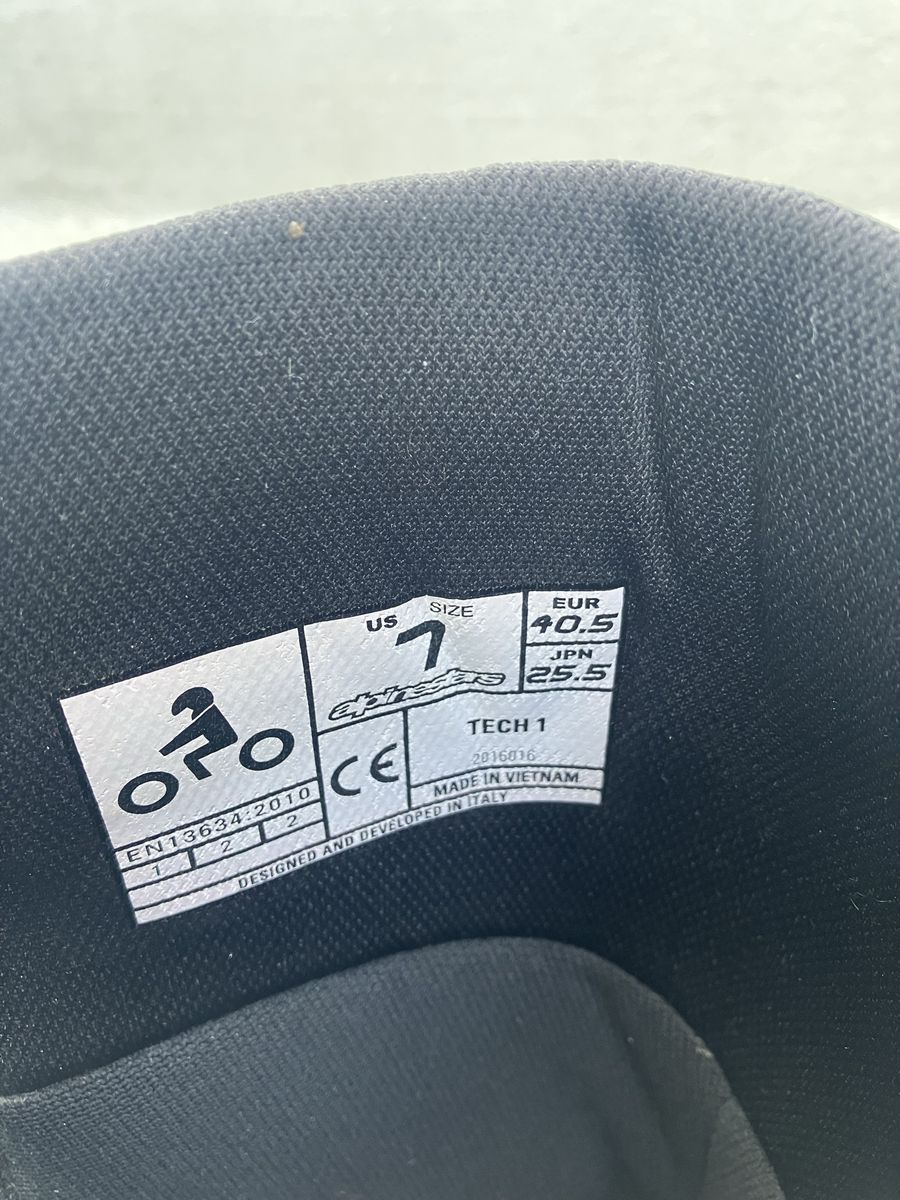 US SIZE
7
alpinestars
EUR
40.5
JPN
25.5
EN13634:2010
1 2 2
CE
TECH 1
2016016
MADE IN VIETNAM
DESIGNED AND DEVELOPED IN ITALY